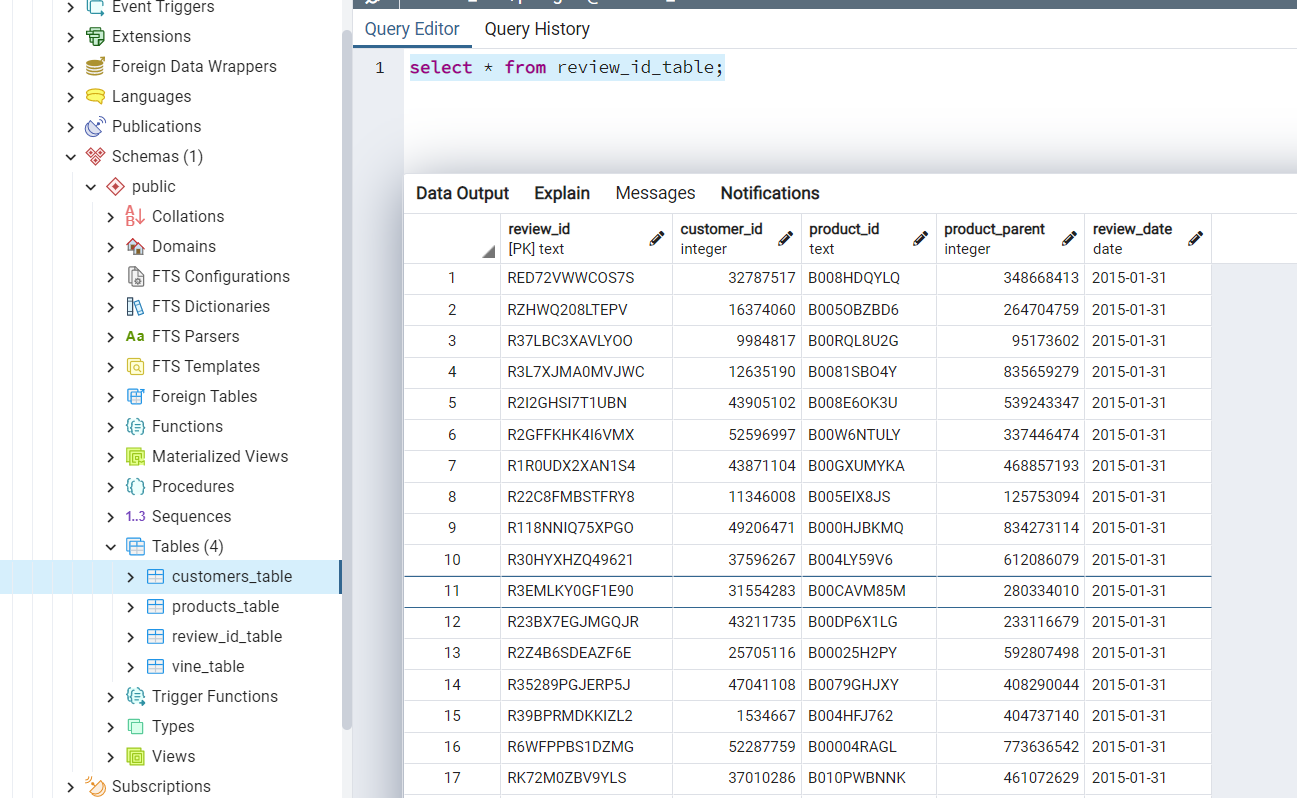 Event Triggers
Extensions
Foreign Data Wrappers
Languages
Publications
Schemas (1)
public
Collations
Domains
FTS Configurations
FTS Dictionaries
Aa FTS Parsers
FTS Templates
Foreign Tables
Functions
Materialized Views
Procedures
1..3 Sequences
Tables (4)
customers_table
products_table
review_id_table
vine_table
Trigger Functions
Types
Views
Subscriptions
Query Editor Query History
1 select * from review_id_table;
Data Output Explain Messages Notifications
review_id customer_id product_id product_parent review_date
[PK] text integer text integer date
1 RED72VWWCOS7S 32787517 B008HDQYLQ 348668413 2015-01-31
2 RZHWQ208LTEPV 16374060 B005OBZBD6 264704759 2015-01-31
3 R37LBC3XAVLYOO 9984817 B00RQL8U2G 95173602 2015-01-31
4 R3L7XJMA0MVJWC 12635190 B0081SBO4Y 835659279 2015-01-31
5 R2I2GHSI7T1UBN 43905102 B008E6OK3U 539243347 2015-01-31
6 R2GFFKHK4I6VMX 52596997 B00W6NTULY 337446474 2015-01-31
7 R1R0UDX2XAN1S4 43871104 B00GXUMYKA 468857193 2015-01-31
8 R22C8FMBSTFRY8 11346008 B005EIX8JS 125753094 2015-01-31
9 R118NNIQ75XPGO 49206471 B000HJBKMQ 834273114 2015-01-31
10 R30HYXHZQ49621 37596267 B004LY59V6 612086079 2015-01-31
11 R3EMLKY0GF1E90 31554283 B00CAVM85M 280334010 2015-01-31
12 R23BX7EGJMGQJR 43211735 B00DP6X1LG 233116679 2015-01-31
13 R2Z4B6SDEAZF6E 25705116 B00025H2PY 592807498 2015-01-31
14 R35289PGJERP5J 47041108 B0079GHJXY 408290044 2015-01-31
15 R39BPRMDKKIZL2 1534667 B004HFJ762 404737140 2015-01-31
16 R6WFPPBS1DZMG 52287759 B00004RAGL 773636542 2015-01-31
17 RK72M0ZBV9YLS 37010286 B010PWBNNK 461072629 2015-01-31